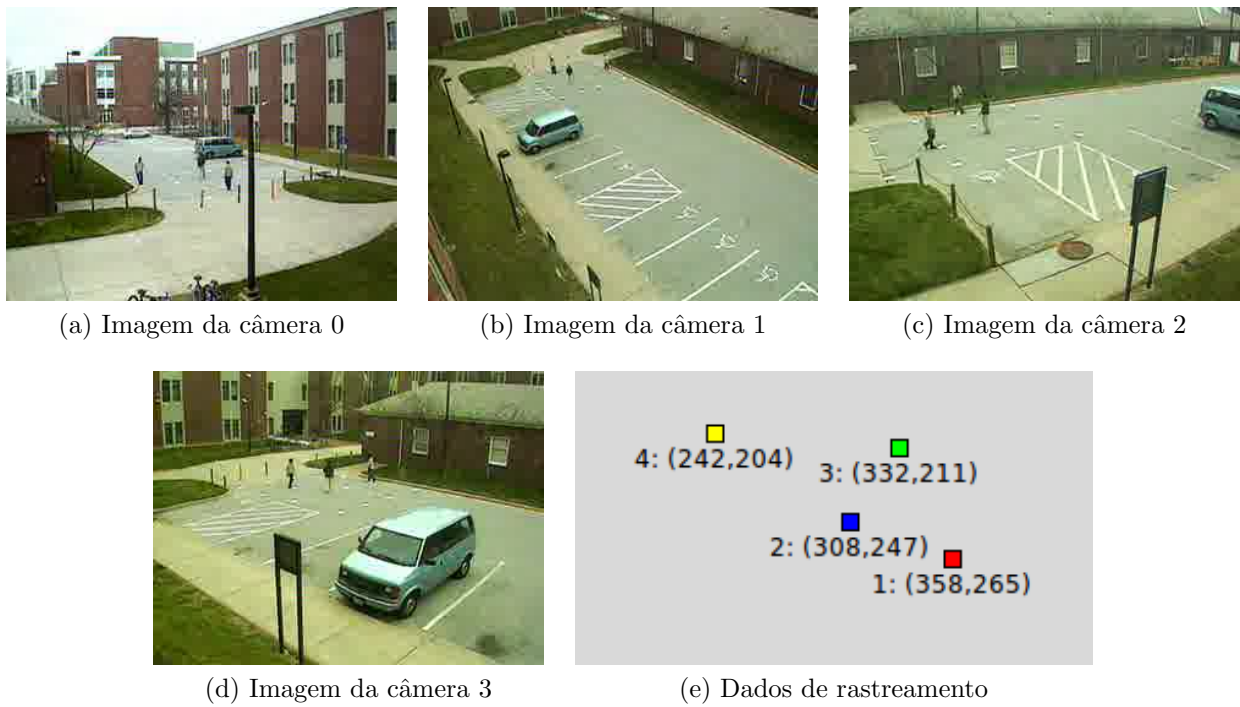 (a) Imagem da câmera 0
(b) Imagem da câmera 1
(c) Imagem da câmera 2
4: (242,204)
3: (332,211)
2: (308,247)
1: (358,265)
(d) Imagem da câmera 3
(e) Dados de rastreamento